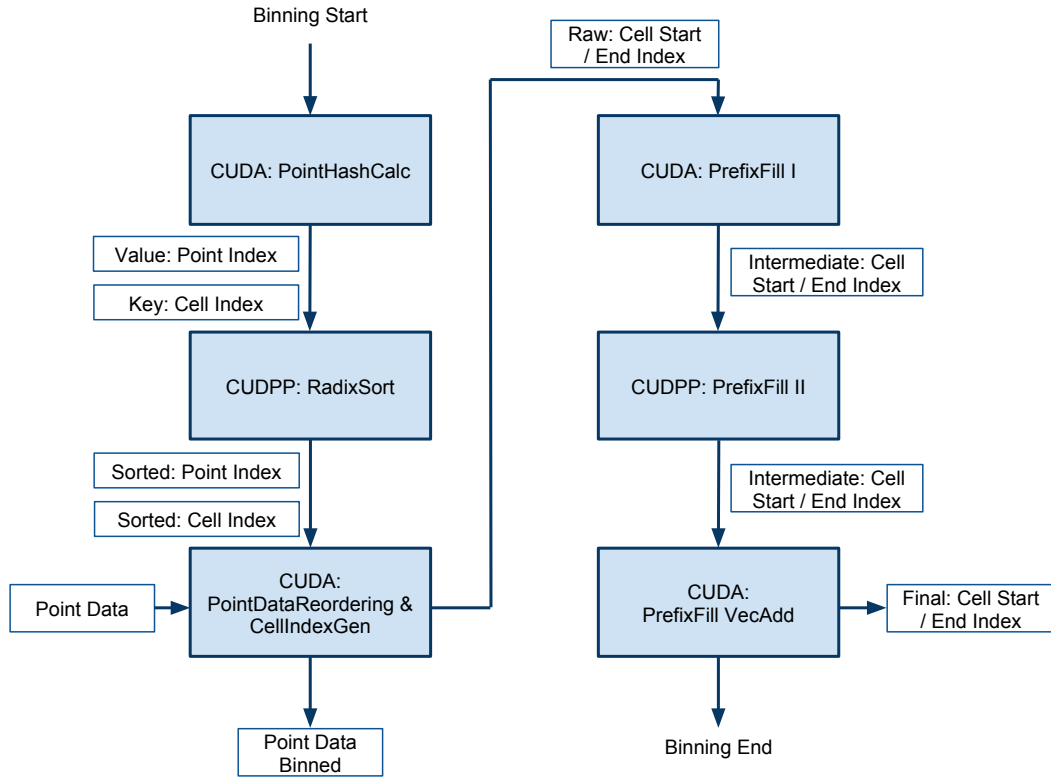 Binning Start
CUDA: PointHashCalc
Value: Point Index
Key: Cell Index
CUDPP: RadixSort
Sorted: Point Index
Sorted: Cell Index
Point Data
CUDA:
PointDataReordering &
CellIndexGen
Point Data
Binned
Raw: Cell Start
/ End Index
CUDA: PrefixFill I
Intermediate: Cell
Start / End Index
CUDPP: PrefixFill II
Intermediate: Cell
Start / End Index
CUDA:
PrefixFill VecAdd
Final: Cell Start
/ End Index
Binning End